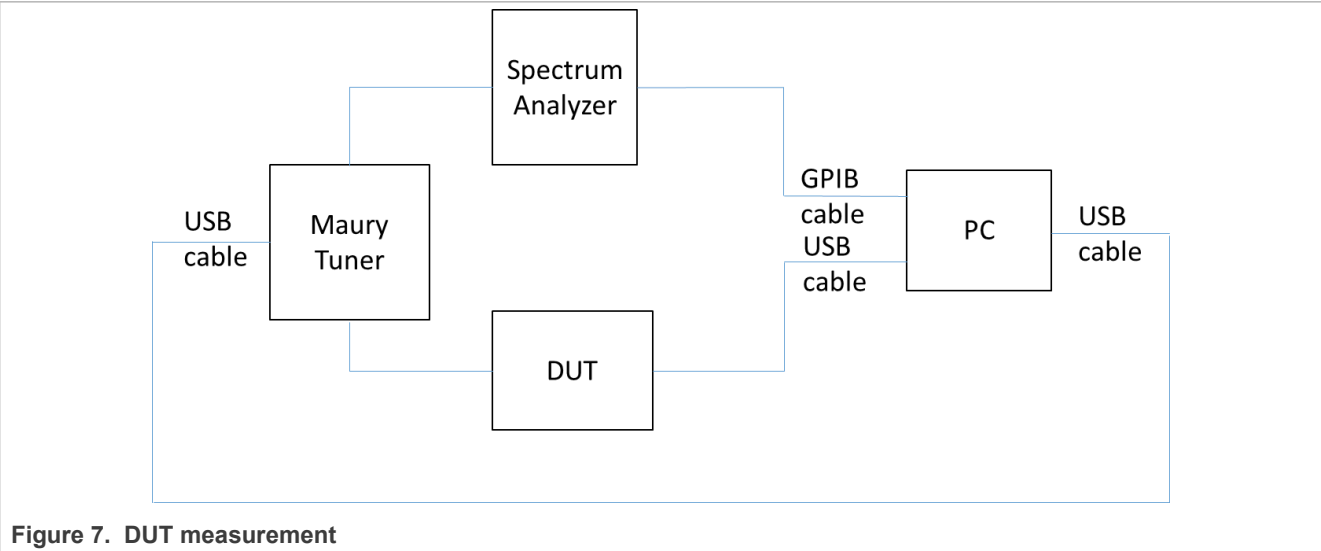 Spectrum
Analyzer
GPIB
cable
USB
cable
Maury
Tuner
USB
cable
PC
USB
cable
DUT
Figure 7. DUT measurement